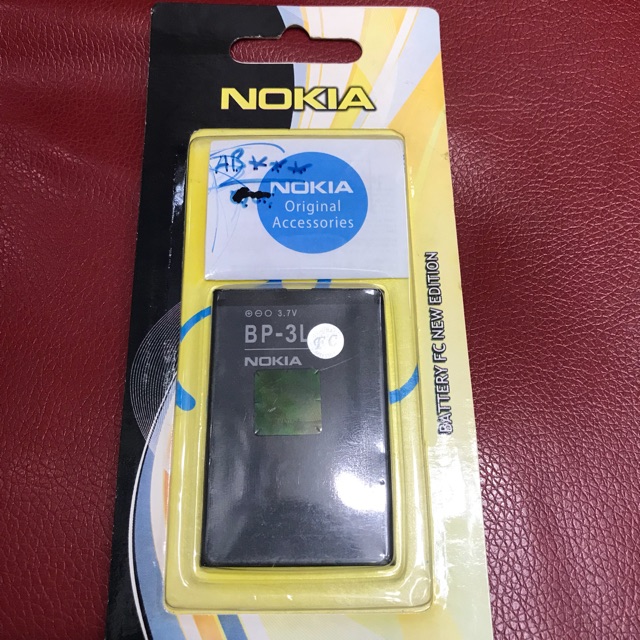 NOKIA
AB***
NOKIA
Original
Accessories
3.7V
BP-3L
FC
NOKIA
BATTERY FC NEW EDITION